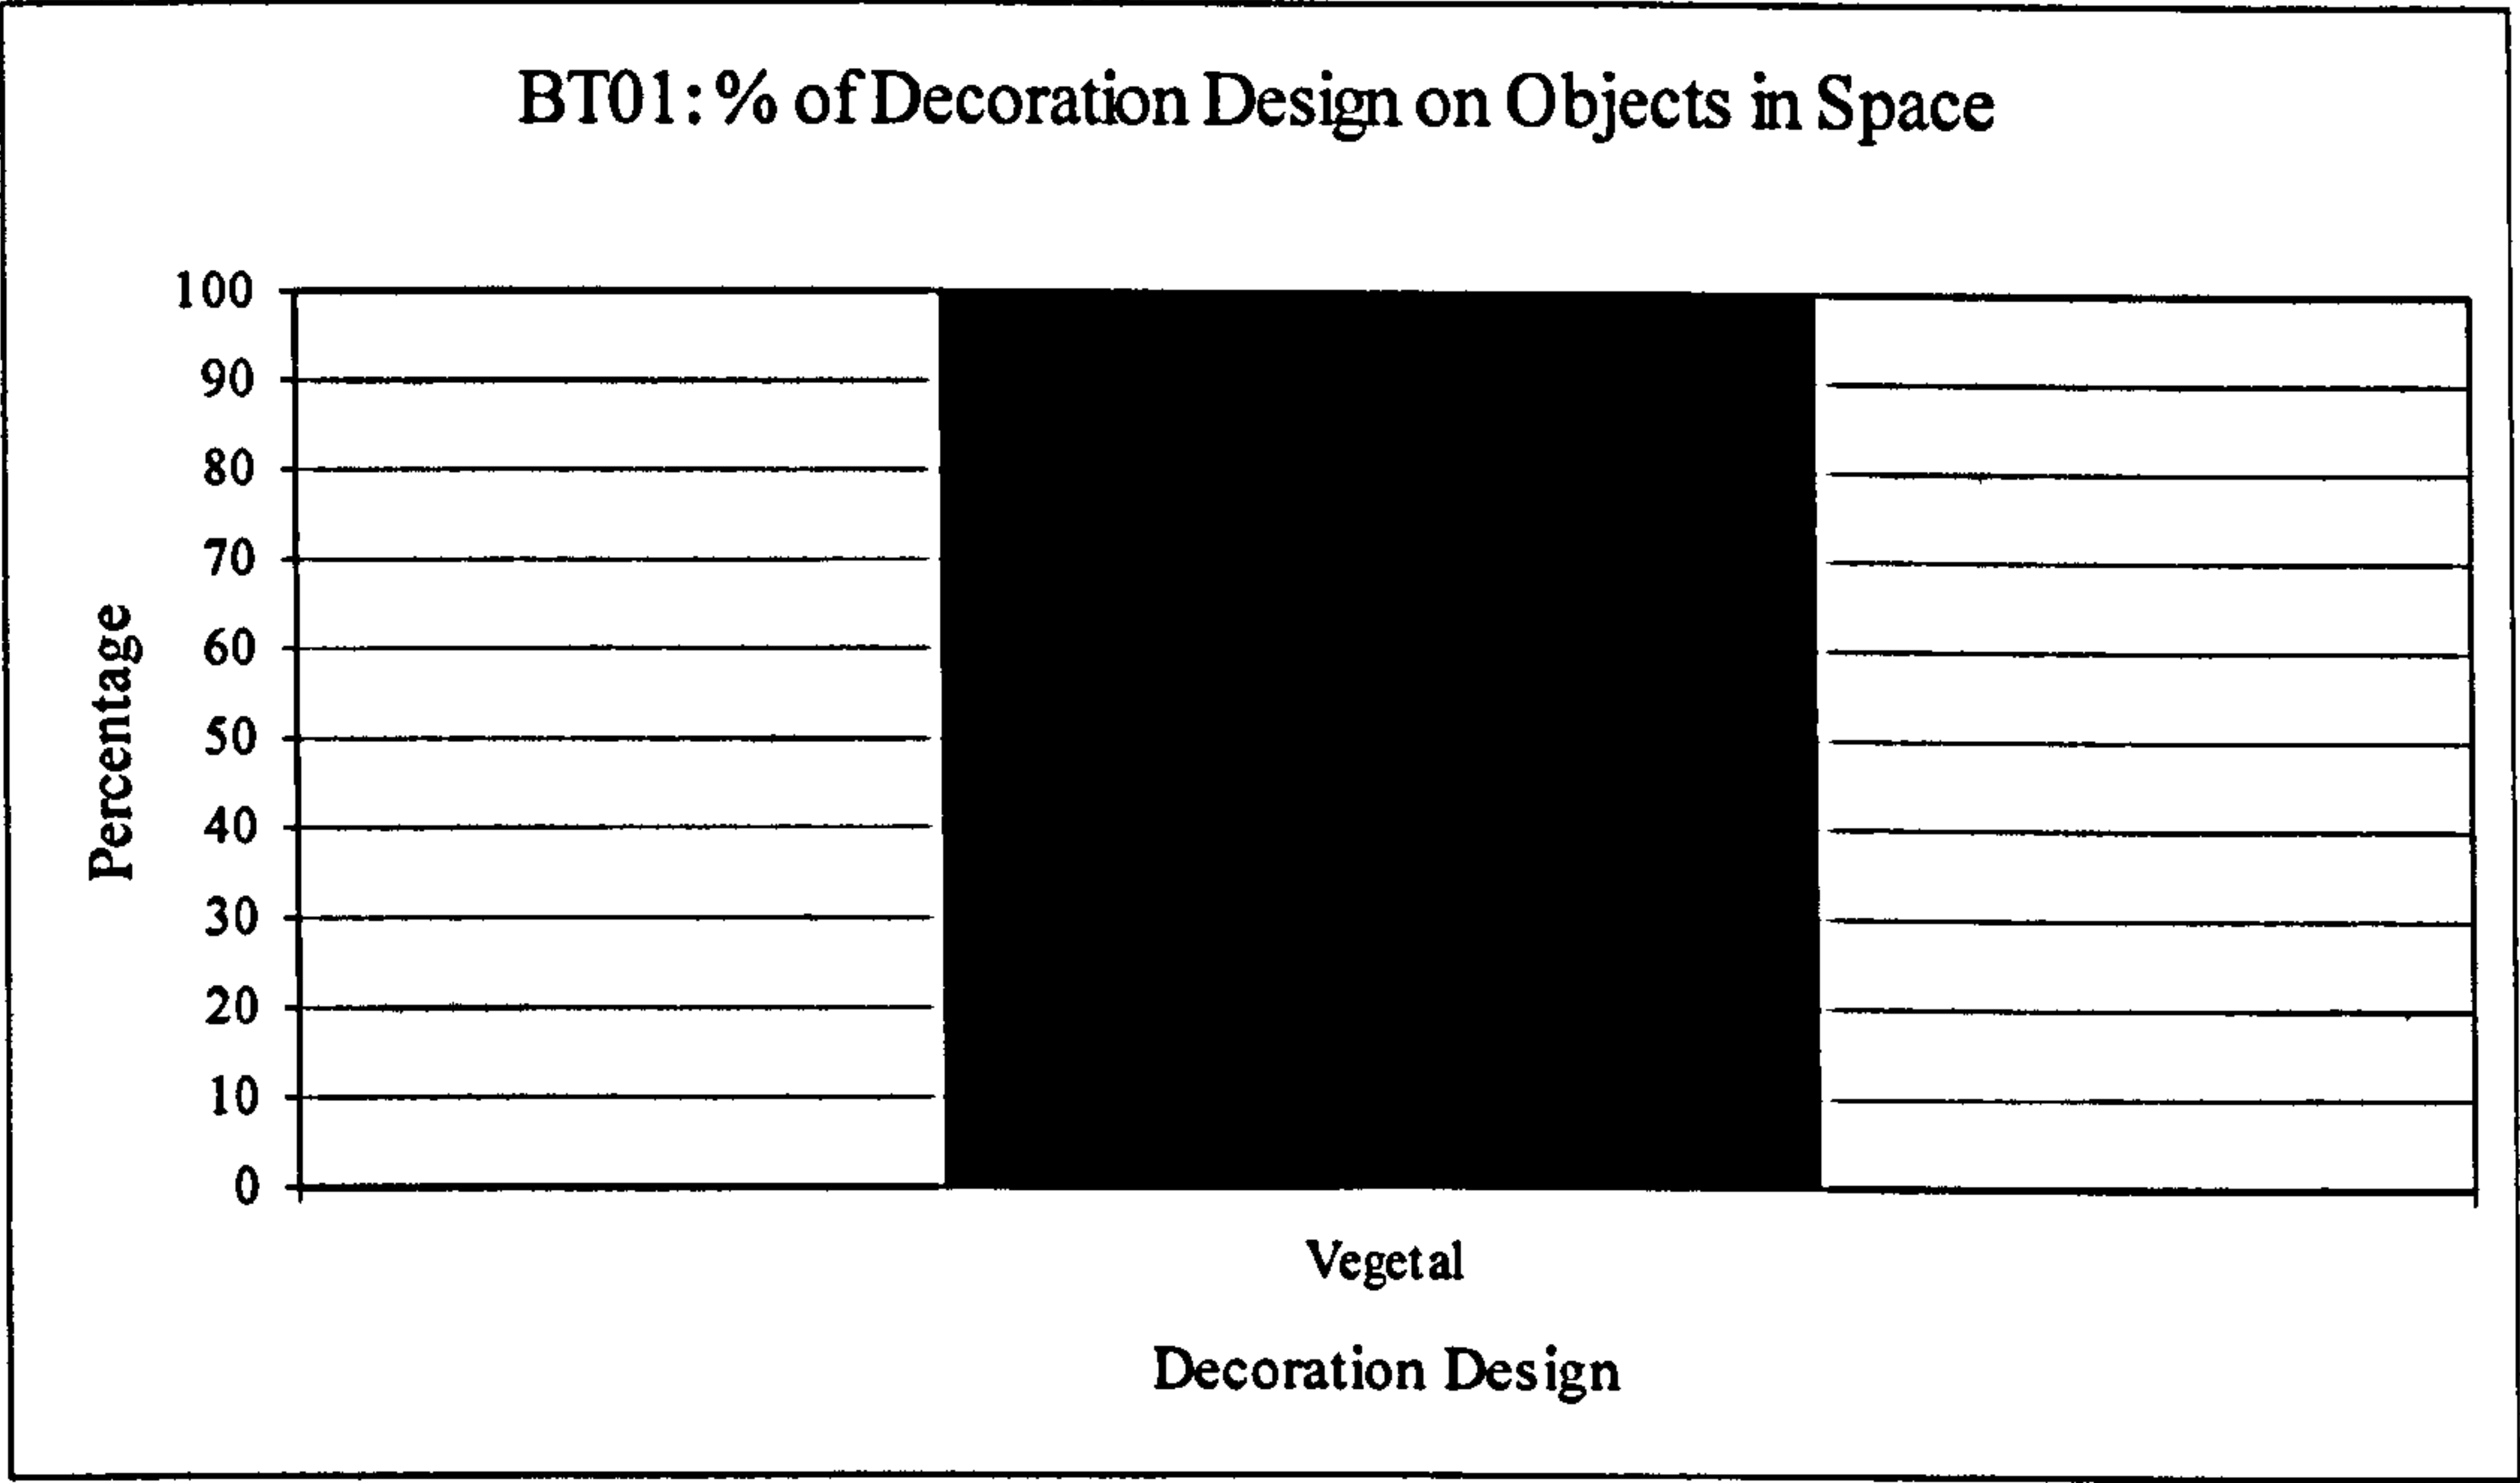 BT01: % of Decoration Design on Objects in Space
100
90
80
70
60
50
40
30
20
10
0
Percentage
Vegetal
Decoration Design